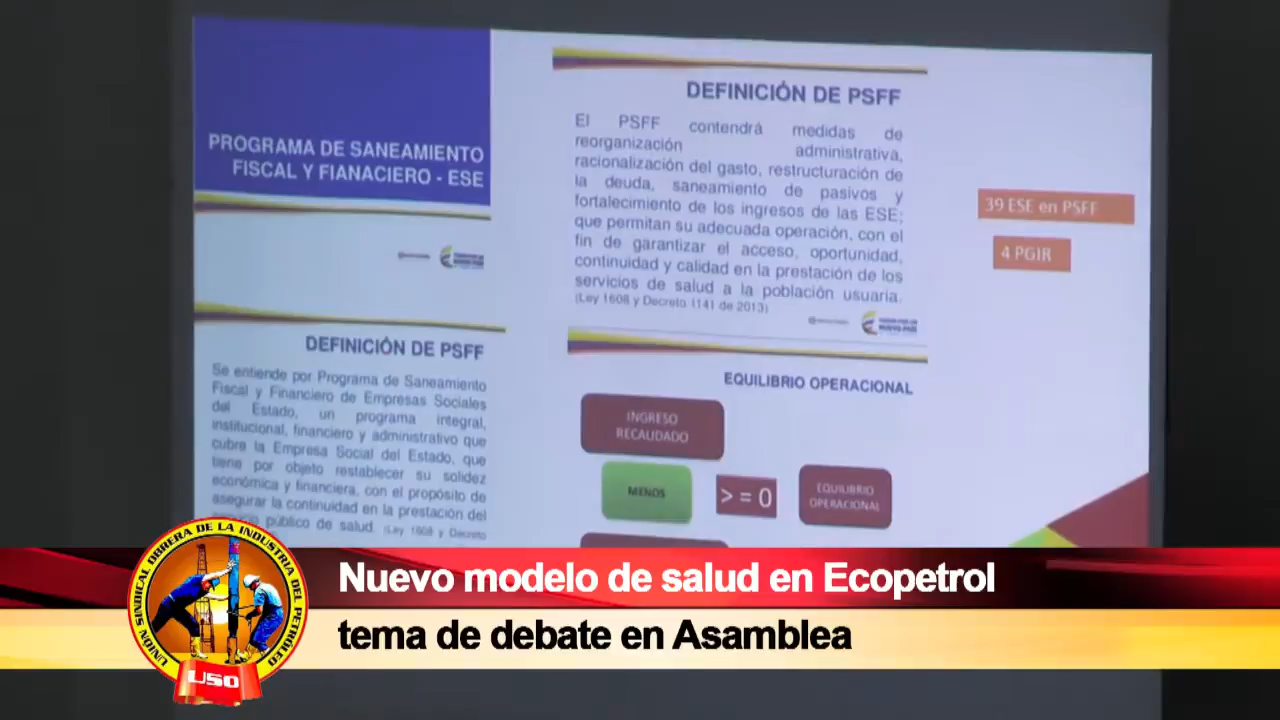 PROGRAMA DE SANEAMIENTO
FISCAL Y FIANACIERO - ESE
DEFINICIÓN DE PSFF
Se entiende por Programa de Saneamiento
Fiscal y Financiero de Empresas Sociales
del Estado, un programa integral,
institucional, financiero y administrativo que
cubre la Empresa Social del Estado, que
tiene por objeto restablecer su solidez
económica y financiera, con el propósito de
asegurar la continuidad en la prestación del
público de salud. (Ley 1608 y Decreto
DEFINICIÓN DE PSFF
El PSFF contendrá medidas de
reorganización administrativa,
racionalización del gasto, restructuración de
la deuda, saneamiento de pasivos y
fortalecimiento de los ingresos de las ESE;
que permitan su adecuada operación, con el
fin de garantizar el acceso, oportunidad,
continuidad y calidad en la prestación de los
servicios de salud a la población usuaria.
(Ley 1608 y Decreto 1141 de 2013)
NUEVO PAÍS
EQUILIBRIO OPERACIONAL
INGRESO
RECAUDADO
MENOS
> = 0
EQUILIBRIO
OPERACIONAL
39 ESE en PSFF
4 PGIR
UNIÓN SINDICAL OBRERA DE LA INDUSTRIA DEL PETRÓLEO
USO
Nuevo modelo de salud en Ecopetrol
tema de debate en Asamblea